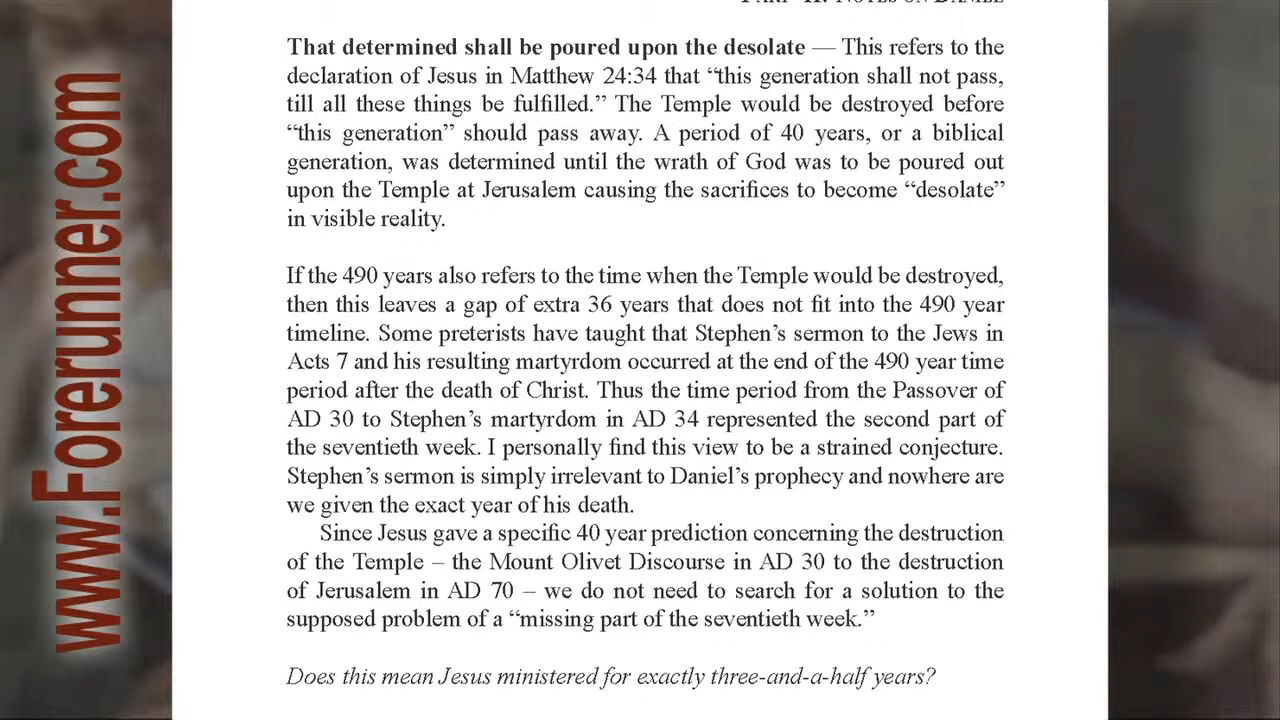 PART II: NOTES ON DANIEL
That determined shall be poured upon the desolate — This refers to the
declaration of Jesus in Matthew 24:34 that “this generation shall not pass,
till all these things be fulfilled.” The Temple would be destroyed before
“this generation” should pass away. A period of 40 years, or a biblical
generation, was determined until the wrath of God was to be poured out
upon the Temple at Jerusalem causing the sacrifices to become “desolate”
in visible reality.
If the 490 years also refers to the time when the Temple would be destroyed,
then this leaves a gap of extra 36 years that does not fit into the 490 year
timeline. Some preterists have taught that Stephen’s sermon to the Jews in
Acts 7 and his resulting martyrdom occurred at the end of the 490 year time
period after the death of Christ. Thus the time period from the Passover of
AD 30 to Stephen’s martyrdom in AD 34 represented the second part of
the seventieth week. I personally find this view to be a strained conjecture.
Stephen’s sermon is simply irrelevant to Daniel’s prophecy and nowhere are
we given the exact year of his death.
Since Jesus gave a specific 40 year prediction concerning the destruction
of the Temple – the Mount Olivet Discourse in AD 30 to the destruction
of Jerusalem in AD 70 – we do not need to search for a solution to the
supposed problem of a “missing part of the seventieth week.”
Does this mean Jesus ministered for exactly three-and-a-half years?
www.Forerunner.com